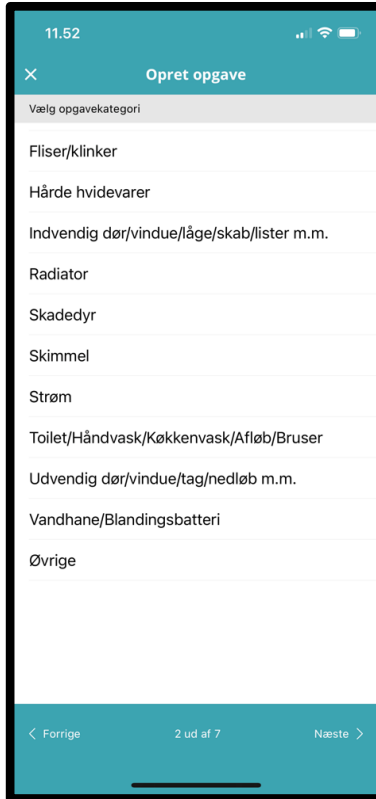 11.52
Opret opgave
Vælg opgavekategori
Fliser/klinker
Hårde hvidevarer
Indvendig dør/vindue/låge/skab/lister m.m.
Radiator
Skadedyr
Skimmel
Strøm
Toilet/Håndvask/Køkkenvask/Afløb/Bruser
Udvendig dør/vindue/tag/nedløb m.m.
Vandhane/Blandingsbatteri
Øvrige
Forrige 2 ud af 7 Næste